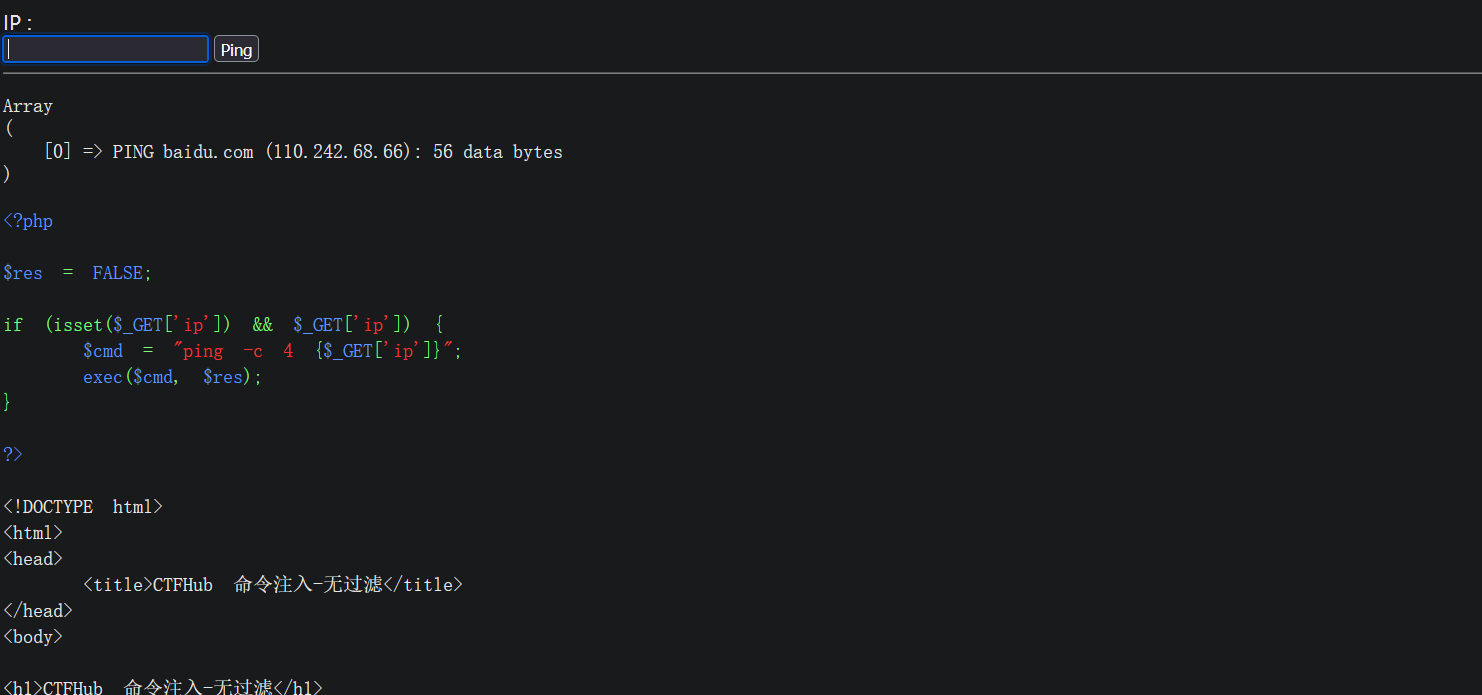 IP :
Ping
Array
(
    [0] => PING baidu.com (110.242.68.66): 56 data bytes
)
<?php
$res = FALSE;
if (isset($_GET['ip']) && $_GET['ip']) {
        $cmd = "ping -c 4 {$_GET['ip']}";
        exec($cmd, $res);
}
?>
<!DOCTYPE html>
<html>
<head>
        <title>CTFHub 命令注入-无过滤</title>
</head>
<body>
<h1>CTFHub 命令注入-无过滤</h1>